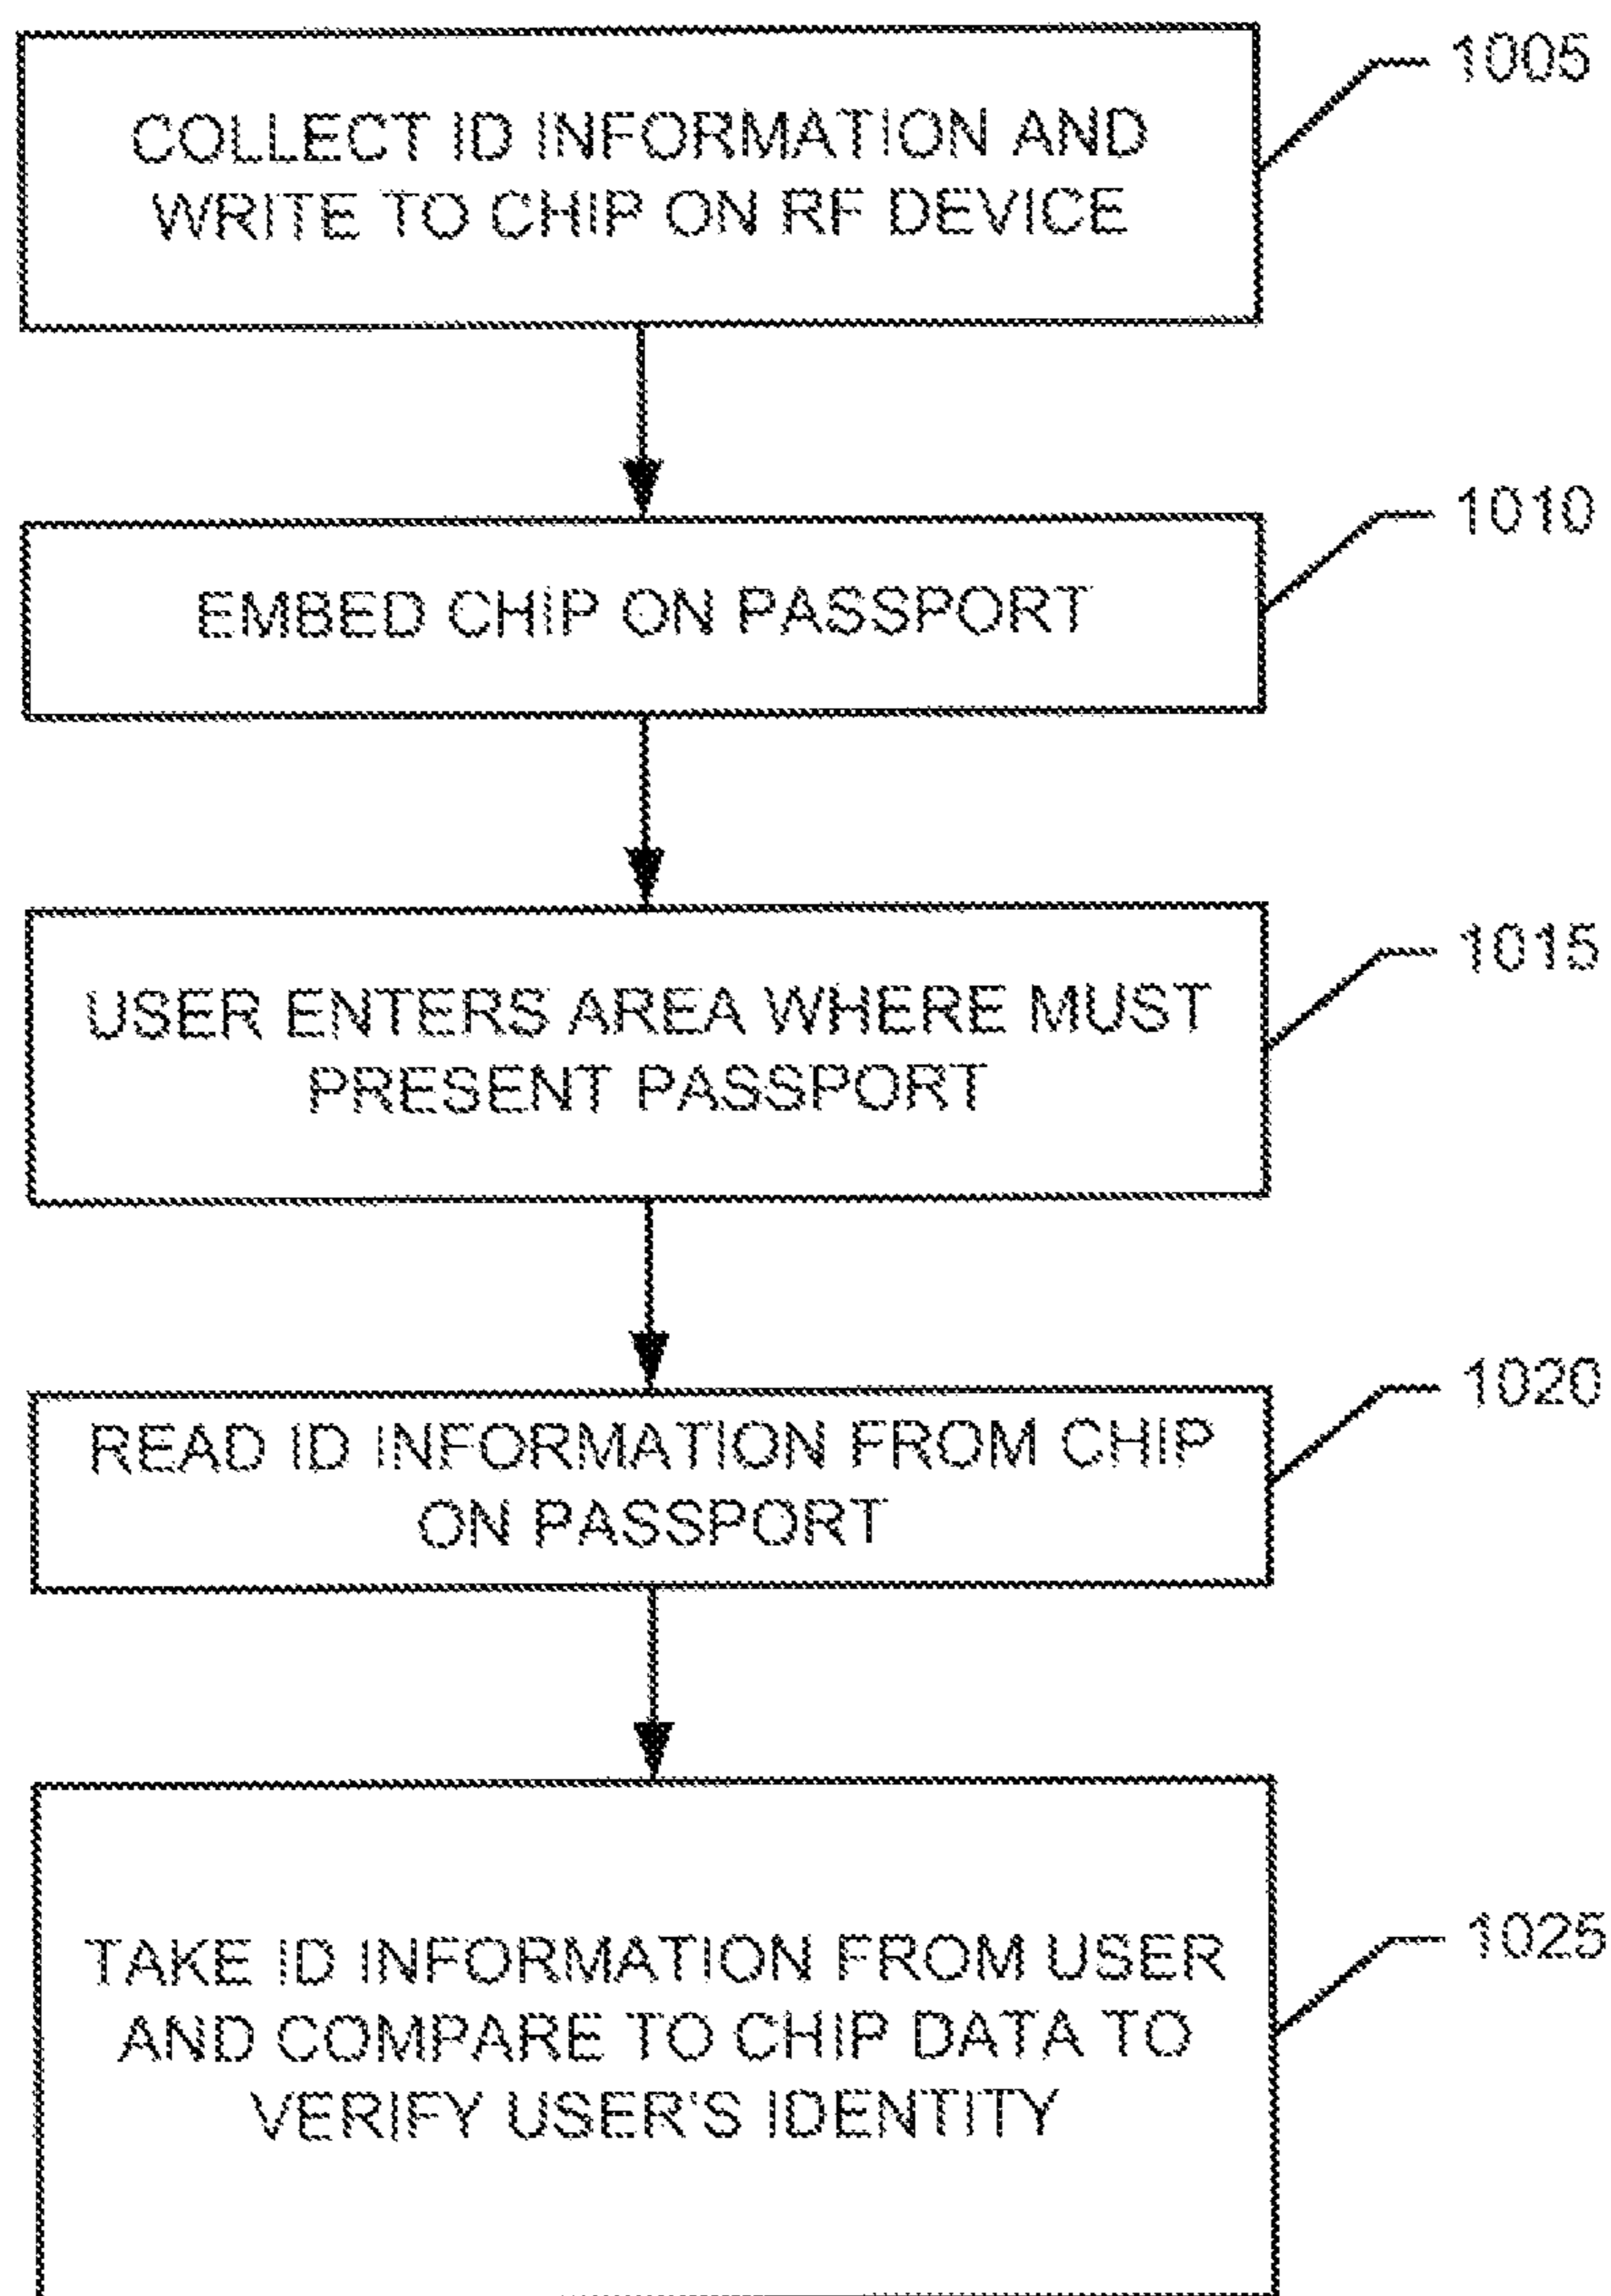 COLLECT ID INFORMATION AND
WRITE TO CHIP ON RF DEVICE
1005
EMBED CHIP ON PASSPORT
1010
USER ENTERS AREA WHERE MUST
PRESENT PASSPORT
1015
READ ID INFORMATION FROM CHIP
ON PASSPORT
1020
TAKE ID INFORMATION FROM USER
AND COMPARE TO CHIP DATA TO
VERIFY USER'S IDENTITY
1025